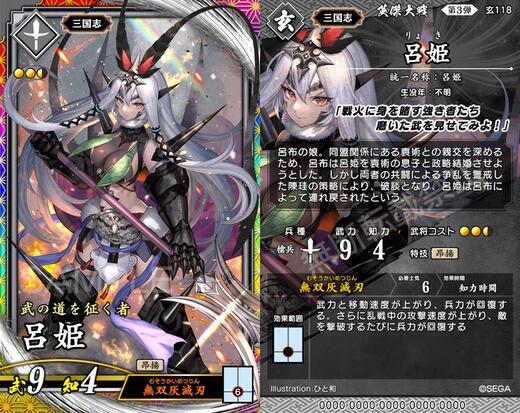 三国志
武の道を征く者
呂姫
昂揚
武9 知4
むそうかいめつじん
無双灰滅刃
6
玄
三国志
英傑大戦
第3弾
玄118
りょき
呂姫
統一名称:呂姫
生没年:不明
「戦火に身を賭す強き者たち
磨いた武を見せてみよ!」
呂布の娘。同盟関係にある袁術との親交を深める
ため、呂布は呂姫を袁術の息子と政略結婚させよ
うとした。しかし両者の共闘による争乱を警戒し
た陳珪の策略により、破談となり、呂姫は呂布に
よって連れ戻されたという。
兵種 武力 知力 武将コスト
槍兵 9 4
特技 昂揚
むそうかいめつじん 必要士気 効果時間
無双灰滅刃 6 知力時間
効果範囲
武力と移動速度が上がり、兵力が回復す
る。さらに乱戦中の攻撃速度が上がり、敵
を撃破するたびに兵力が回復する
Illustration:ひと和
©SEGA
0000-0000-0000-0000-0000